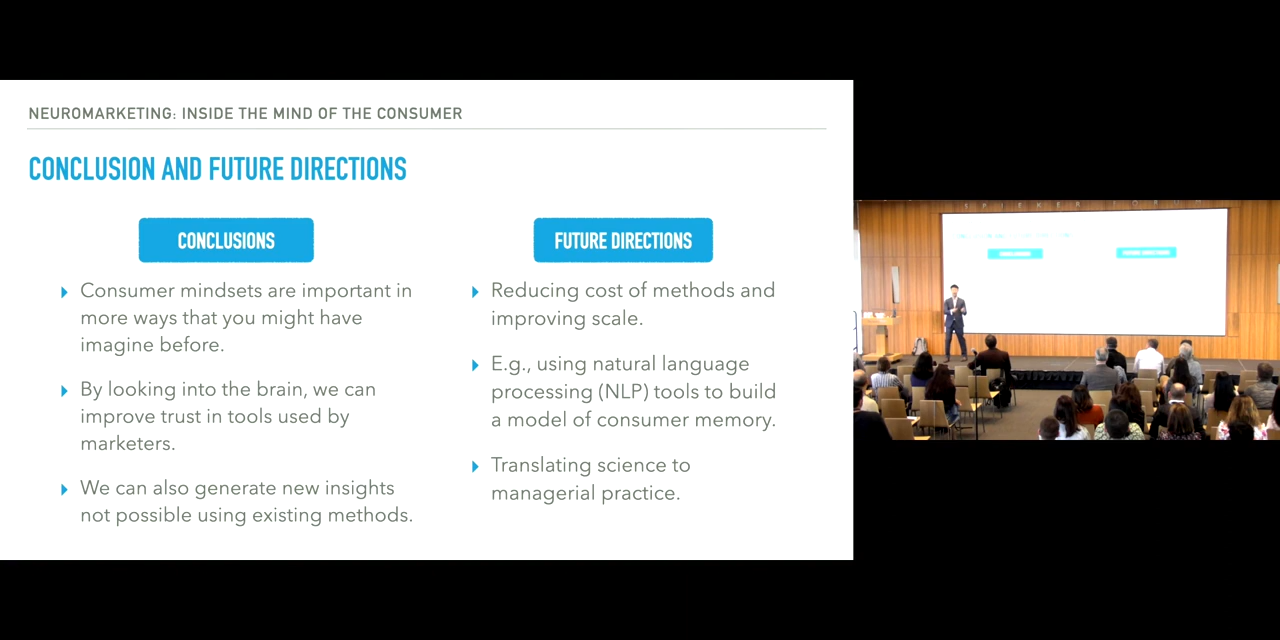 NEUROMARKETING: INSIDE THE MIND OF THE CONSUMER
CONCLUSION AND FUTURE DIRECTIONS
CONCLUSIONS
Consumer mindsets are important in
more ways that you might have
imagine before.
By looking into the brain, we can
improve trust in tools used by
marketers.
We can also generate new insights
not possible using existing methods.
FUTURE DIRECTIONS
Reducing cost of methods and
improving scale.
E.g., using natural language
processing (NLP) tools to build
a model of consumer memory.
Translating science to
managerial practice.
SPIEKER FORUM